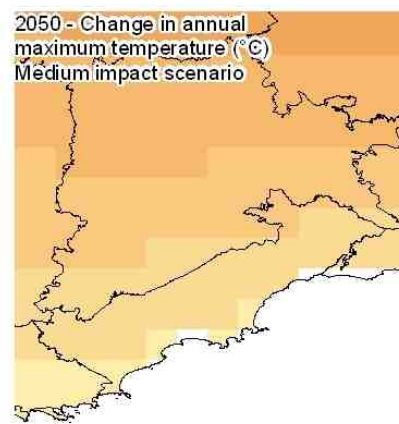 2050 - Change in annual
maximum temperature (°C)
Medium impact scenario